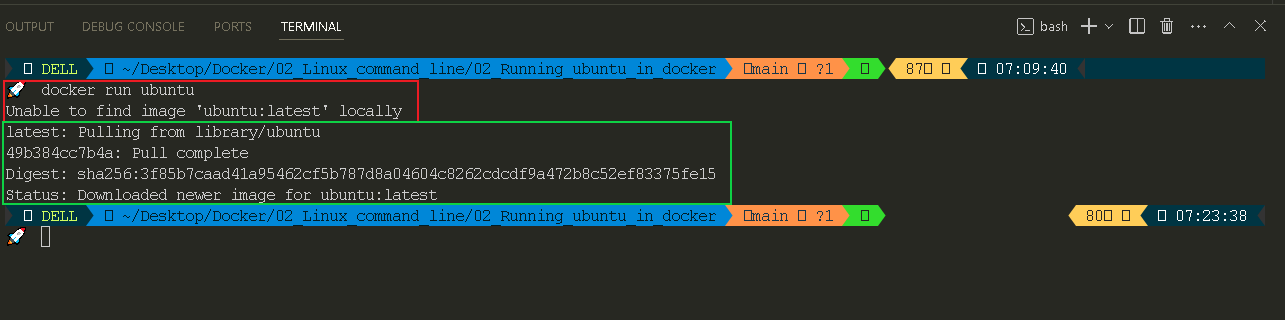 OUTPUT DEBUG CONSOLE PORTS TERMINAL bash
DELL ~/Desktop/Docker/02_Linux_command_line/02_Running_ubuntu_in_docker main ?1 87 07:09:40
docker run ubuntu
Unable to find image 'ubuntu:latest' locally
latest: Pulling from library/ubuntu
49b384cc7b4a: Pull complete
Digest: sha256:3f85b7caad41a95462cf5b787d8a04604c8262cdcdf9a472b8c52ef83375fe15
Status: Downloaded newer image for ubuntu:latest
DELL ~/Desktop/Docker/02_Linux_command_line/02_Running_ubuntu_in_docker main ?1 80 07:23:38